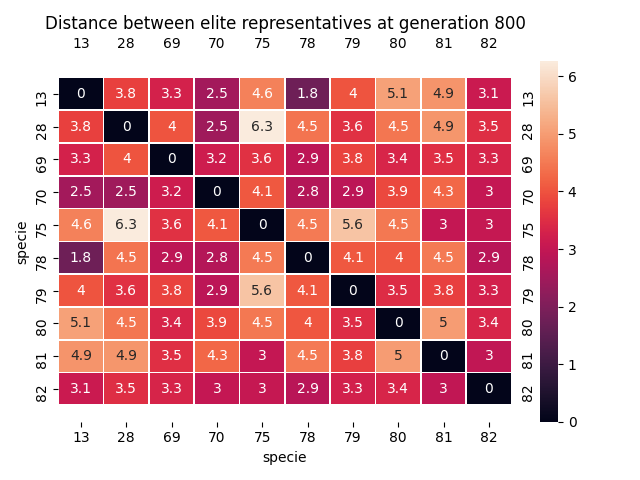 Distance between elite representatives at generation 800
13 28 69 70 75 78 79 80 81 82
13 0 3.8 3.3 2.5 4.6 1.8 4 5.1 4.9 3.1 13
28 3.8 0 4 2.5 6.3 4.5 3.6 4.5 4.9 3.5 28
69 3.3 4 0 3.2 3.6 2.9 3.8 3.4 3.5 3.3 69
70 2.5 2.5 3.2 0 4.1 2.8 2.9 3.9 4.3 3 70
75 4.6 6.3 3.6 4.1 0 4.5 5.6 4.5 3 3 75
78 1.8 4.5 2.9 2.8 4.5 0 4.1 4 4.5 2.9 78
79 4 3.6 3.8 2.9 5.6 4.1 0 3.5 3.8 3.3 79
80 5.1 4.5 3.4 3.9 4.5 4 3.5 0 5 3.4 80
81 4.9 4.9 3.5 4.3 3 4.5 3.8 5 0 3 81
82 3.1 3.5 3.3 3 3 2.9 3.3 3.4 3 0 82
13 28 69 70 75 78 79 80 81 82
specie
specie
6
5
4
3
2
1
0